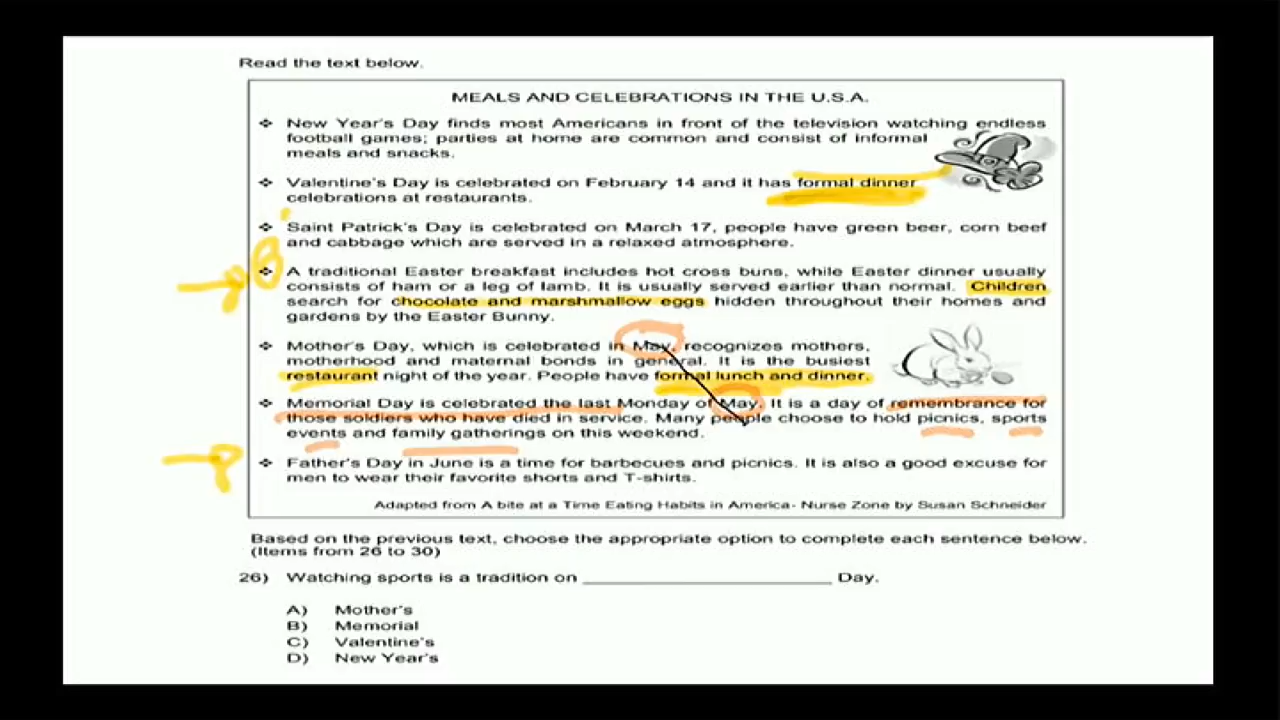 Read the text below.
MEALS AND CELEBRATIONS IN THE U.S.A.
❖ New Year's Day finds most Americans in front of the television watching endless
football games; parties at home are common and consist of informal
meals and snacks.
❖ Valentine's Day is celebrated on February 14 and it has formal dinner
celebrations at restaurants.
❖ Saint Patrick's Day is celebrated on March 17, people have green beer, corn beef
and cabbage which are served in a relaxed atmosphere.
❖ A traditional Easter breakfast includes hot cross buns, while Easter dinner usually
consists of ham or a leg of lamb. It is usually served earlier than normal. Children
search for chocolate and marshmallow eggs hidden throughout their homes and
gardens by the Easter Bunny.
❖ Mother's Day, which is celebrated in May, recognizes mothers,
motherhood and maternal bonds in general. It is the busiest
restaurant night of the year. People have formal lunch and dinner.
❖ Memorial Day is celebrated the last Monday of May. It is a day of remembrance for
those soldiers who have died in service. Many people choose to hold picnics, sports
events and family gatherings on this weekend.
❖ Father's Day in June is a time for barbecues and picnics. It is also a good excuse for
men to wear their favorite shorts and T-shirts.
Adapted from A bite at a Time Eating Habits in America- Nurse Zone by Susan Schneider
Based on the previous text, choose the appropriate option to complete each sentence below.
(Items from 26 to 30)
26) Watching sports is a tradition on ______________________________ Day.
A) Mother's
B) Memorial
C) Valentine's
D) New Year's